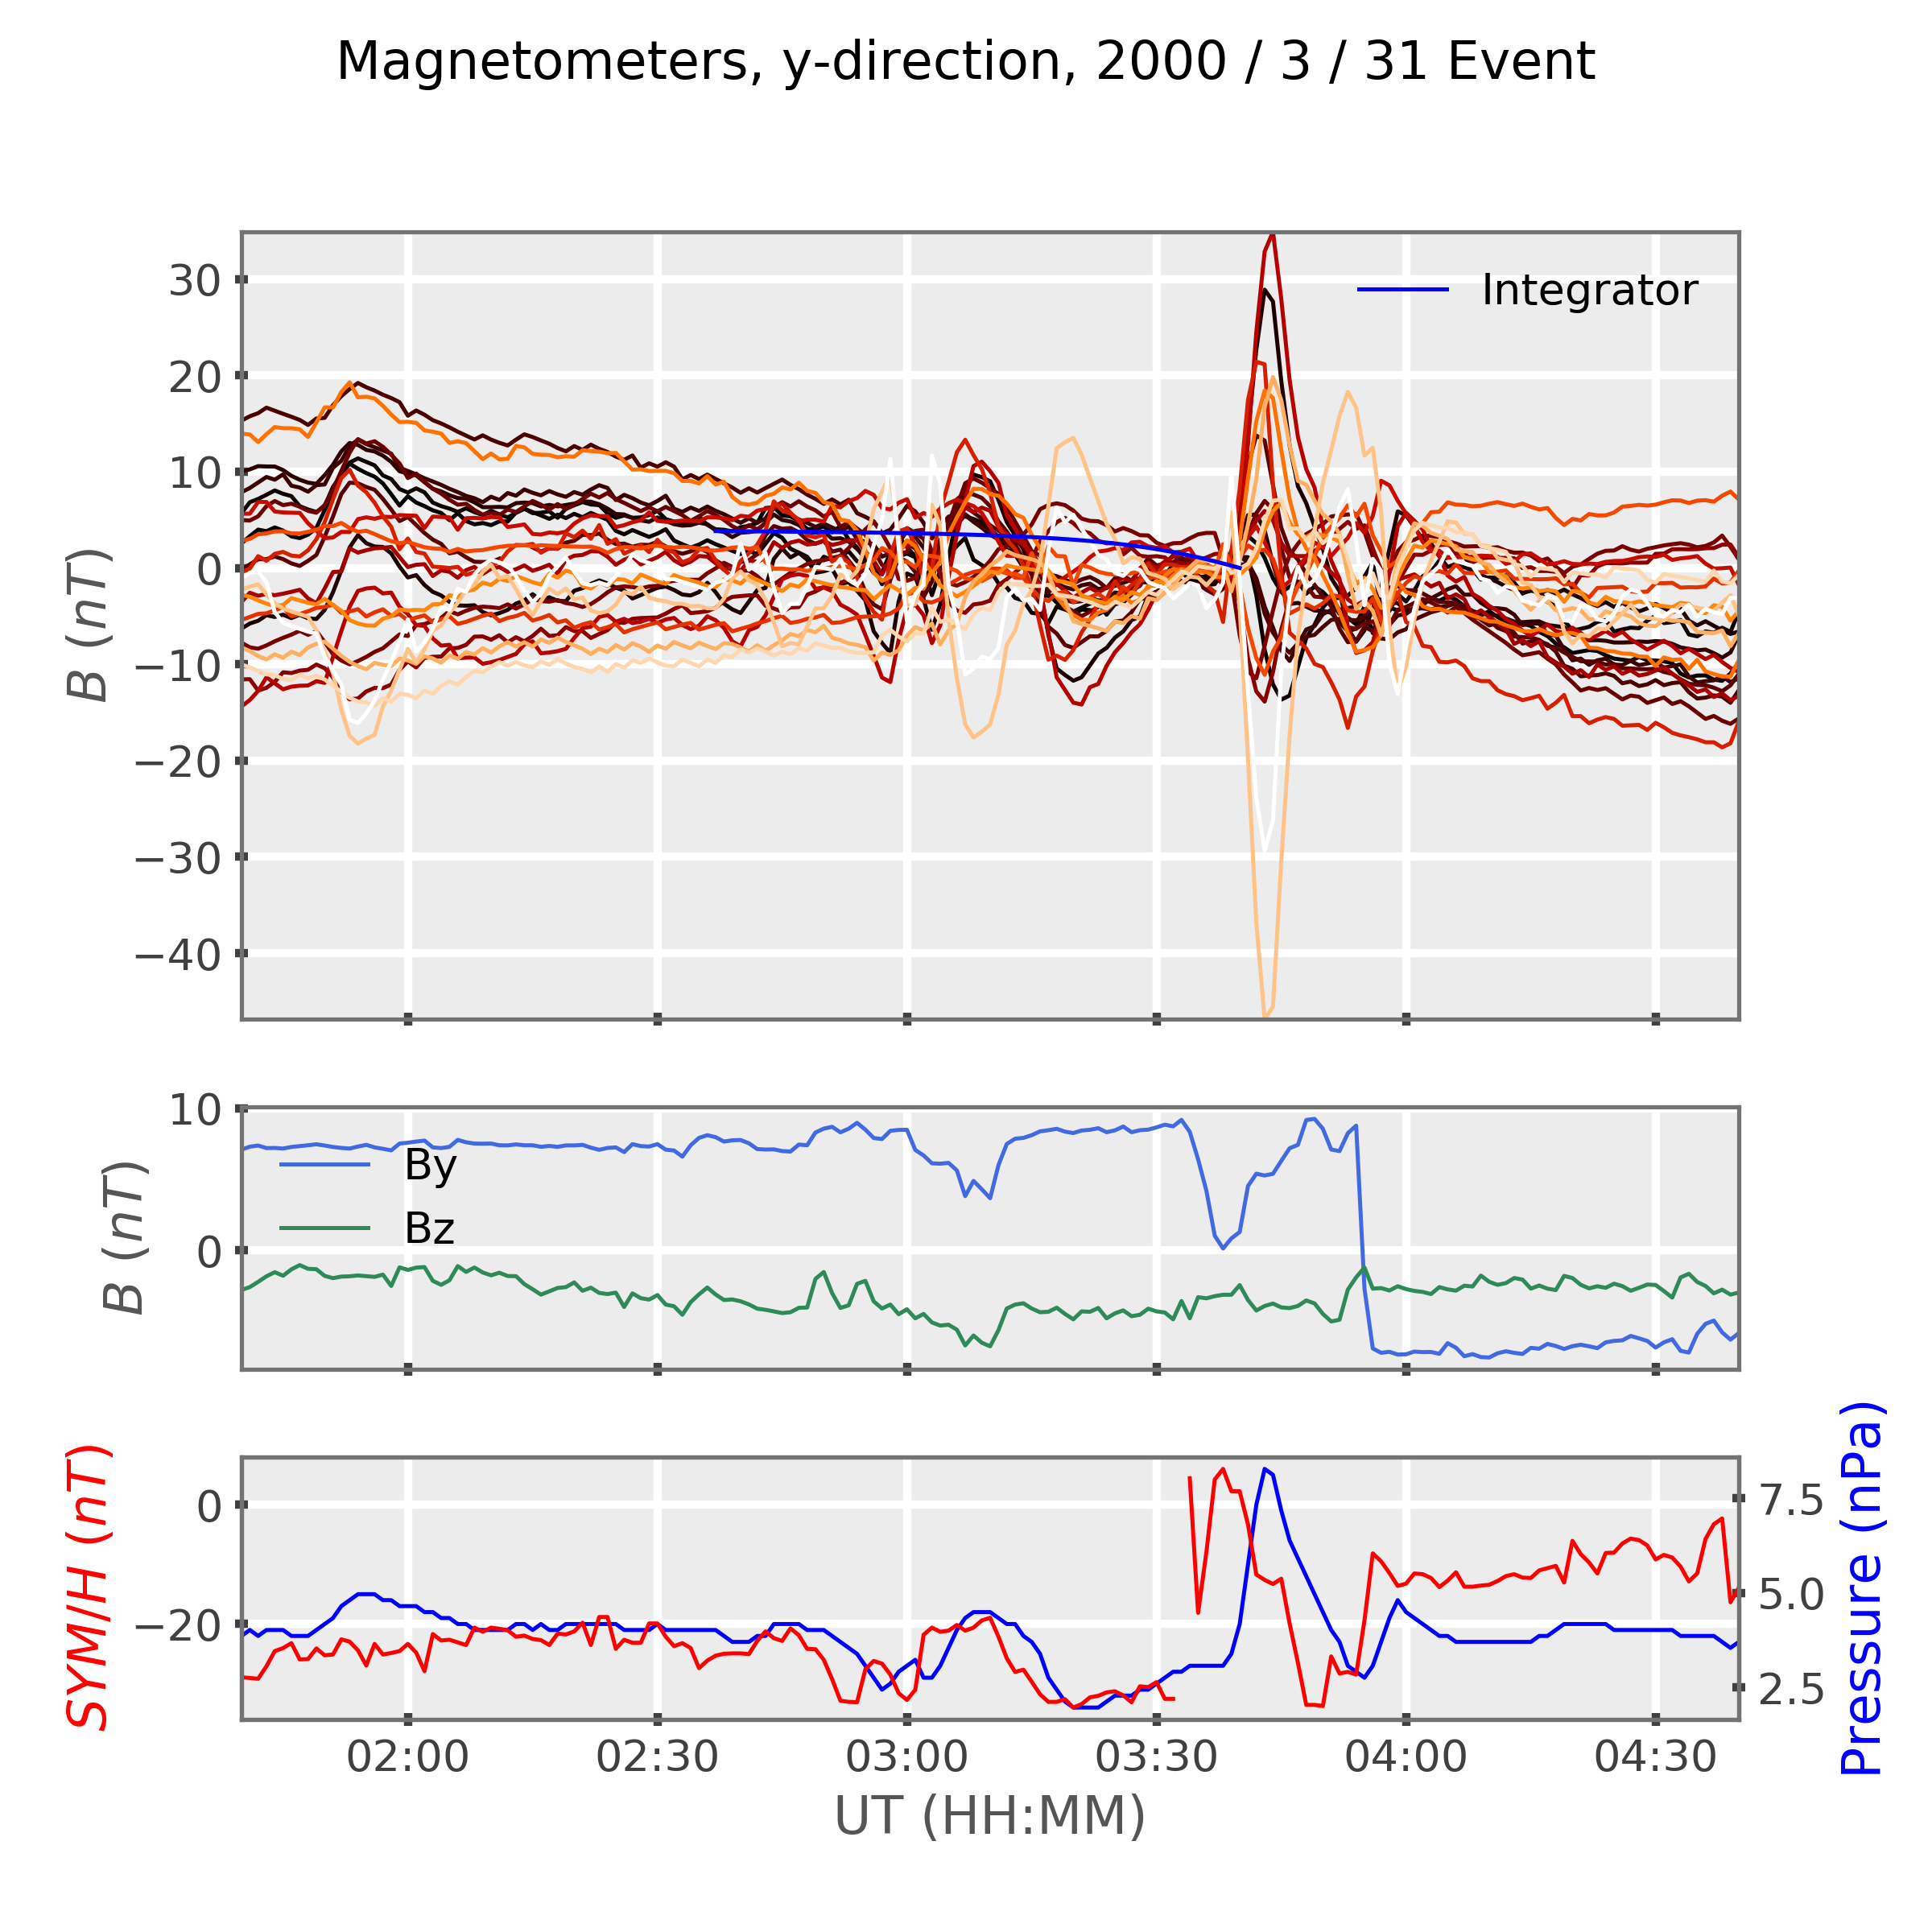 Magnetometers, y-direction, 2000 / 3 / 31 Event
B (nT)
30
20
10
0
−10
−20
−30
−40
Integrator
B (nT)
10
0
By
Bz
SYM/H (nT)
0
−20
7.5
5.0
2.5
Pressure (nPa)
02:00 02:30 03:00 03:30 04:00 04:30
UT (HH:MM)